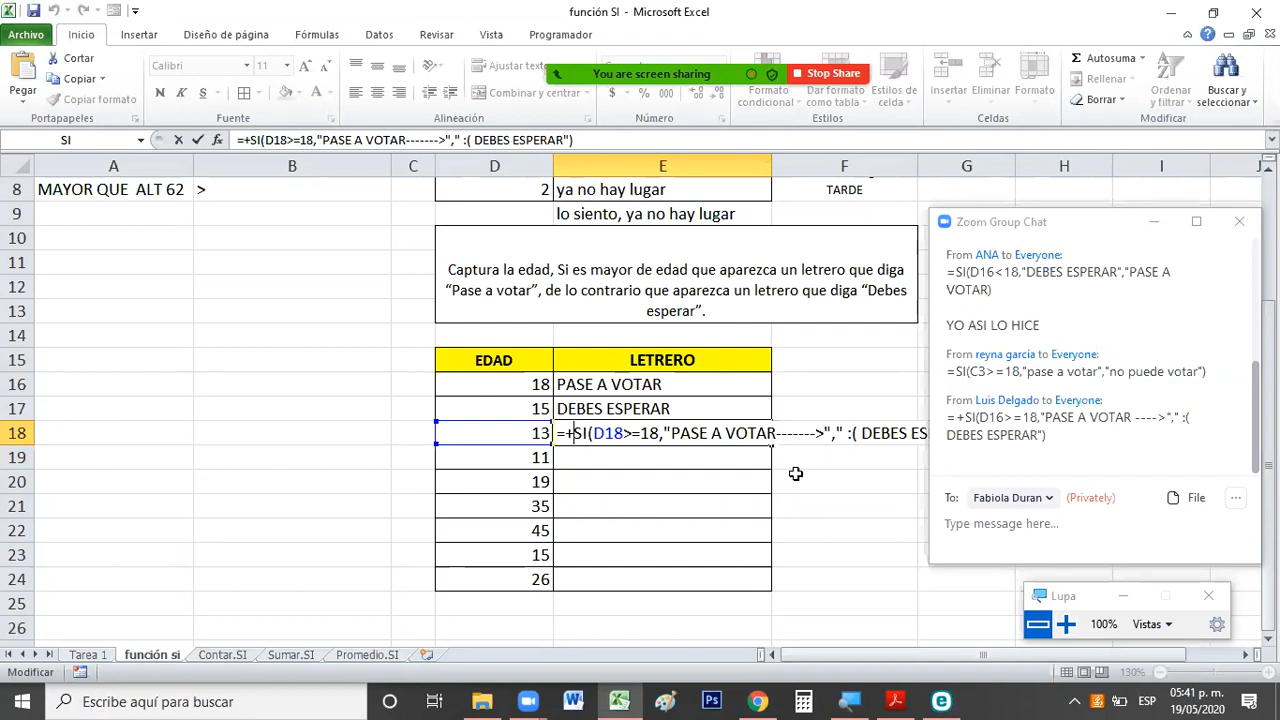 función SI - Microsoft Excel
Archivo Inicio Insertar Diseño de página Fórmulas Datos Revisar Vista Programador
Pegar
Cortar
Copiar
Copiar formato
Portapapeles
Calibri 11
N K S
Fuente
Ajustar texto
Combinar y centrar
Alineación
You are screen sharing Stop Share
$ % 000
Número
Formato condicional
Dar formato como tabla
Estilos de celda
Estilos
Insertar Eliminar Formato
Celdas
Autosuma
Rellenar
Borrar
Ordenar y filtrar
Buscar y seleccionar
Modificar
SI =+SI(D18>=18,"PASE A VOTAR------->"," :( DEBES ESPERAR")
A B C D E F G H I
8 MAYOR QUE ALT 62 > 2 ya no hay lugar TARDE
9 lo siento, ya no hay lugar
10
11 Captura la edad, Si es mayor de edad que aparezca un letrero que diga
12 “Pase a votar”, de lo contrario que aparezca un letrero que diga “Debes
13 esperar”.
14
15 EDAD LETRERO
16 18 PASE A VOTAR
17 15 DEBES ESPERAR
18 13 =+SI(D18>=18,"PASE A VOTAR------->"," :( DEBES ES
19 11
20 19
21 35
22 45
23 15
24 26
25
26
Zoom Group Chat
From ANA to Everyone:
=SI(D16<18,"DEBES ESPERAR","PASE A
VOTAR)
YO ASI LO HICE
From reyna garcia to Everyone:
=SI(C3>=18,"pase a votar","no puede votar")
From Luis Delgado to Everyone:
=+SI(D16>=18,"PASE A VOTAR ---->"," :(
DEBES ESPERAR")
To: Fabiola Duran (Privately) File ...
Type message here...
Lupa
100% Vistas
Tarea 1 función si Contar.SI Sumar.SI Promedio.SI
Modificar 130%
Escribe aquí para buscar
ESP
05:41 p. m.
19/05/2020